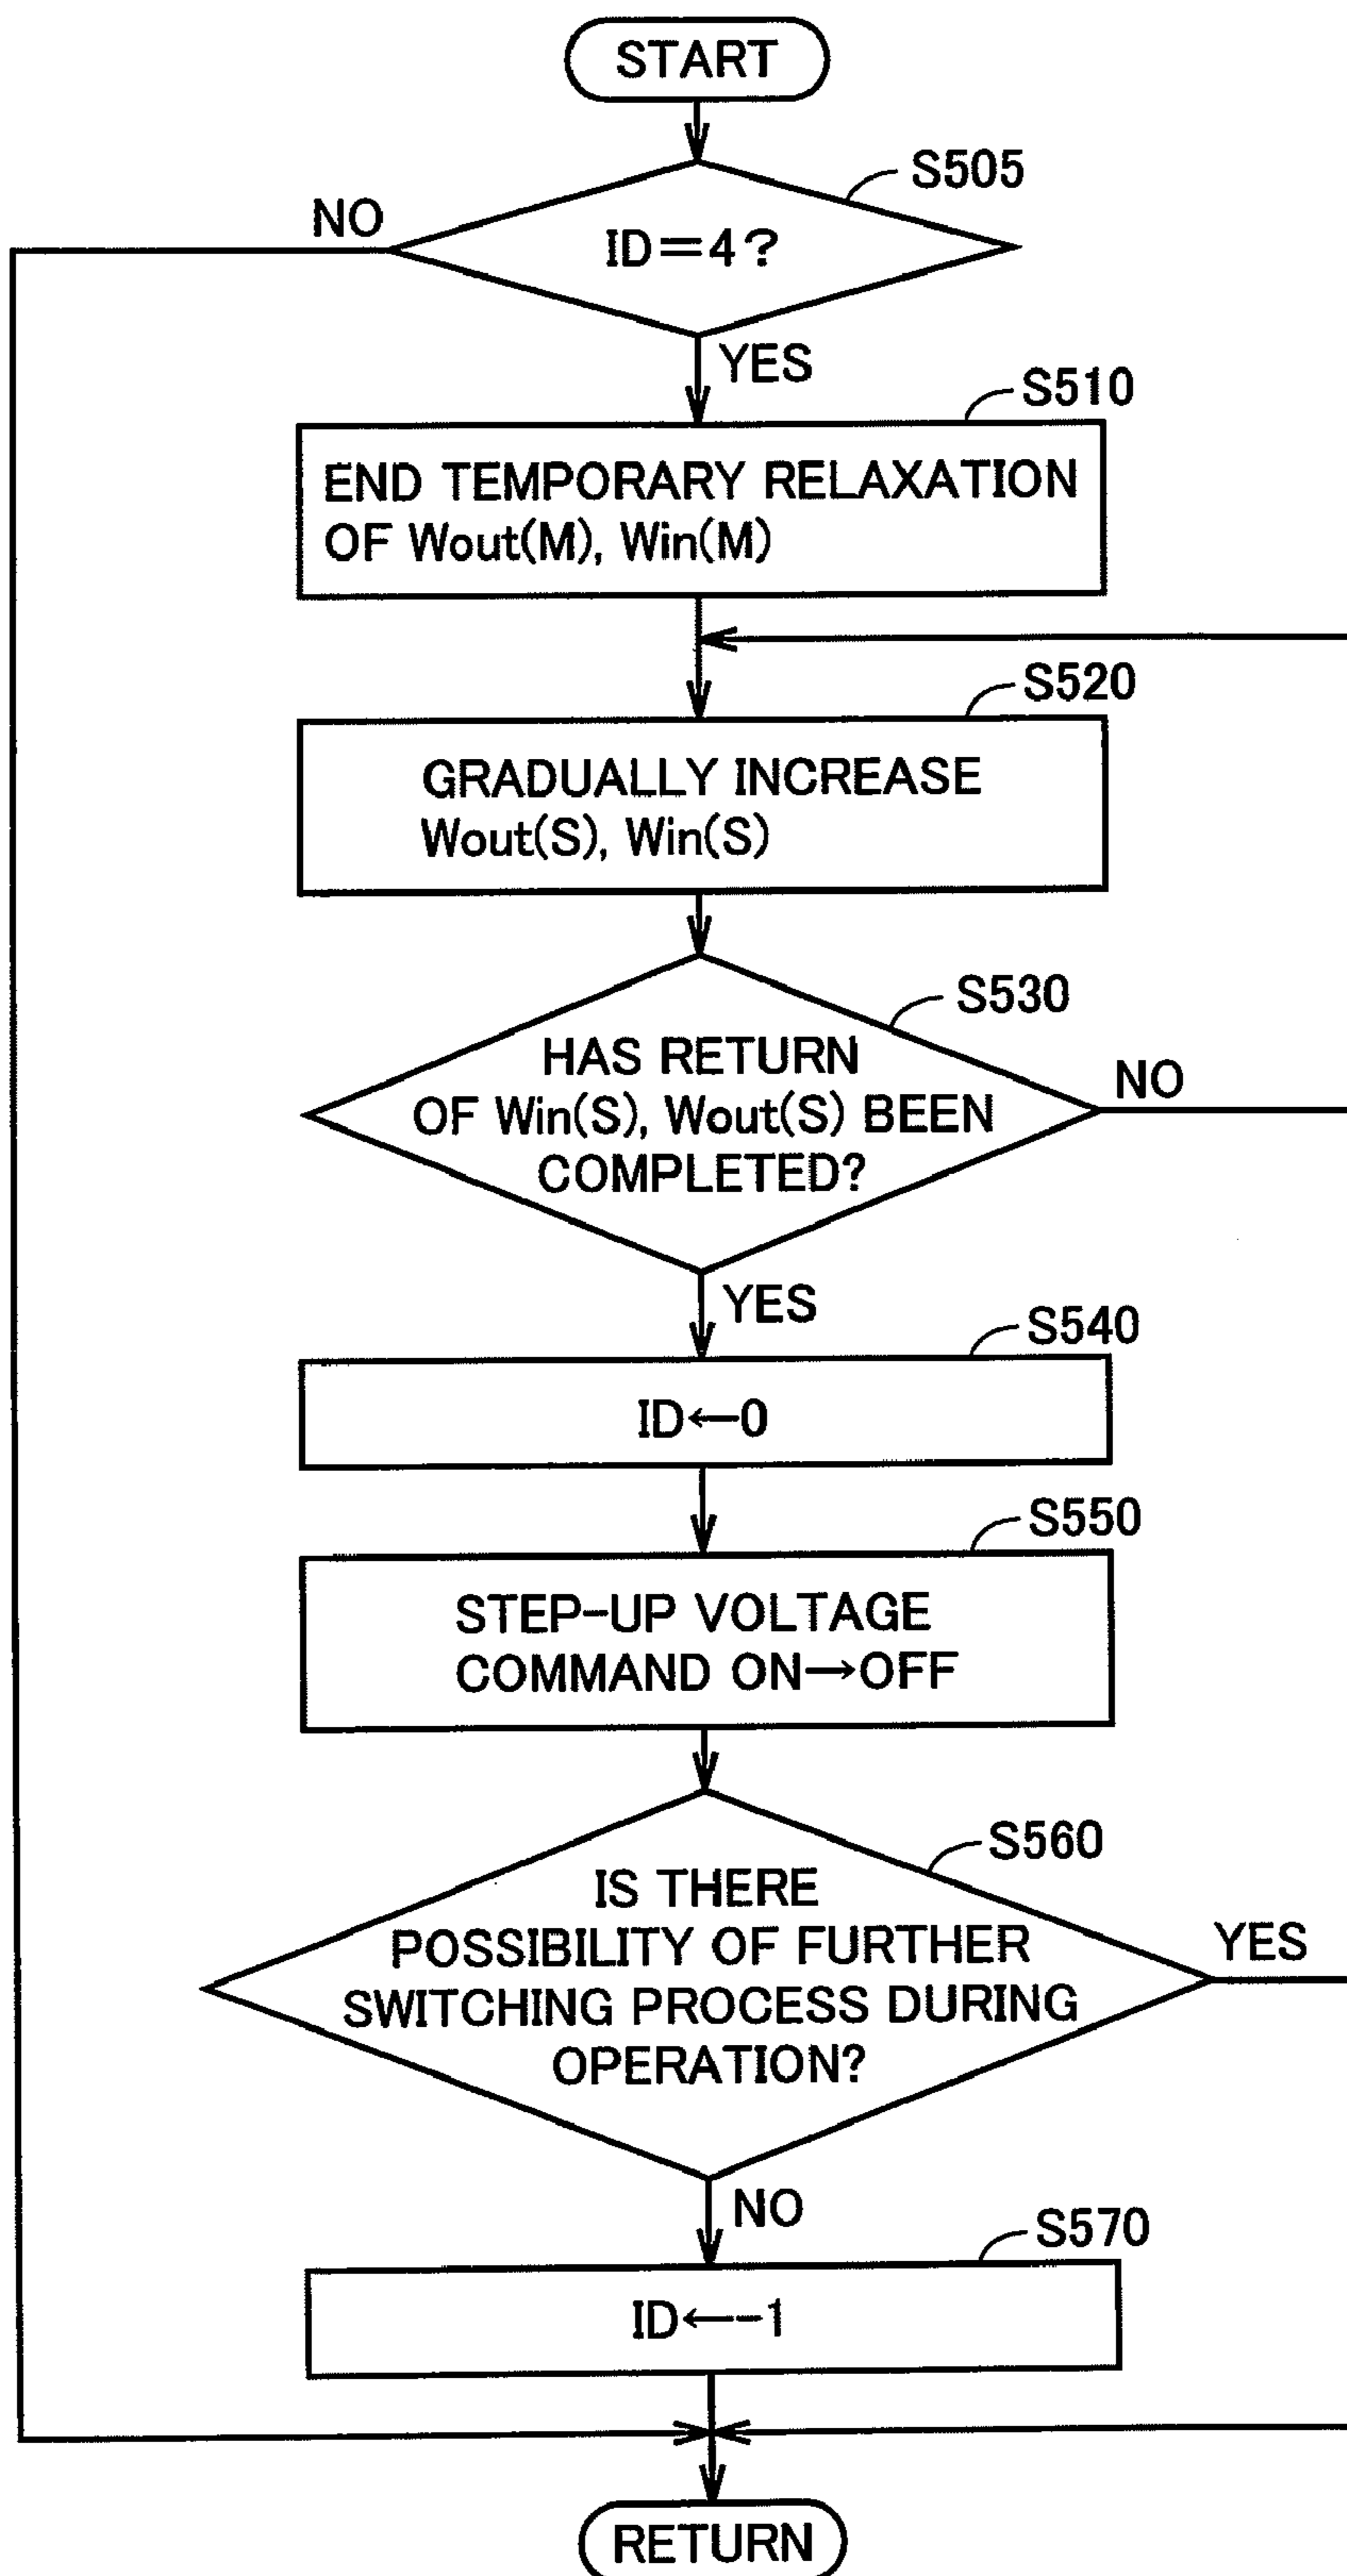 START
S505
NO
ID=4?
YES
S510
END TEMPORARY RELAXATION
OF Wout(M), Win(M)
S520
GRADUALLY INCREASE
Wout(S), Win(S)
S530
HAS RETURN
OF Win(S), Wout(S) BEEN
COMPLETED?
NO
YES
S540
ID←0
S550
STEP-UP VOLTAGE
COMMAND ON→OFF
S560
IS THERE
POSSIBILITY OF FURTHER
SWITCHING PROCESS DURING
OPERATION?
YES
NO
S570
ID←-1
RETURN